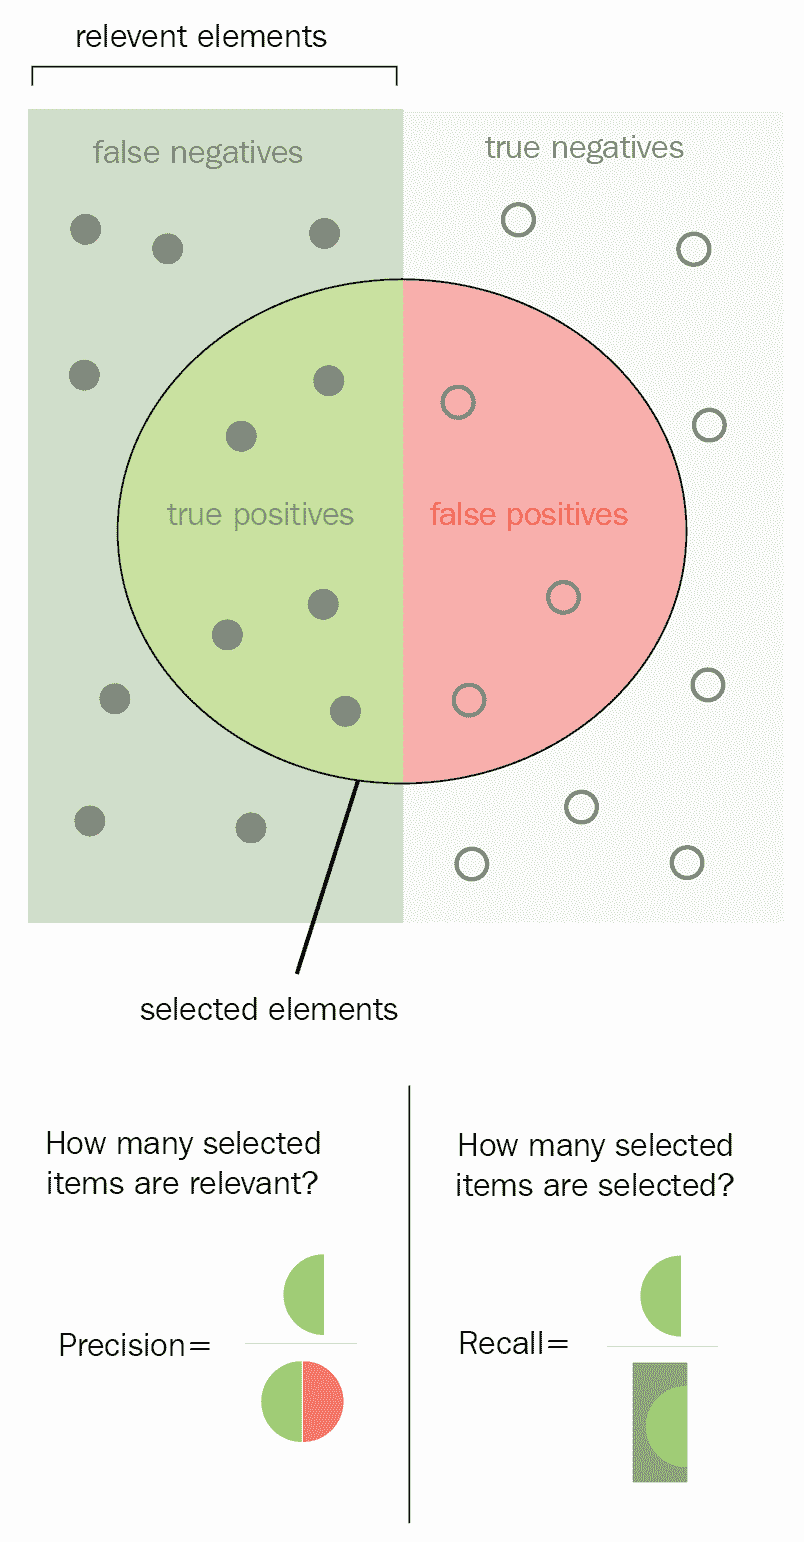 relevent elements
false negatives
true negatives
true positives
false positives
selected elements
How many selected
items are relevant?
How many selected
items are selected?
Precision=
Recall=